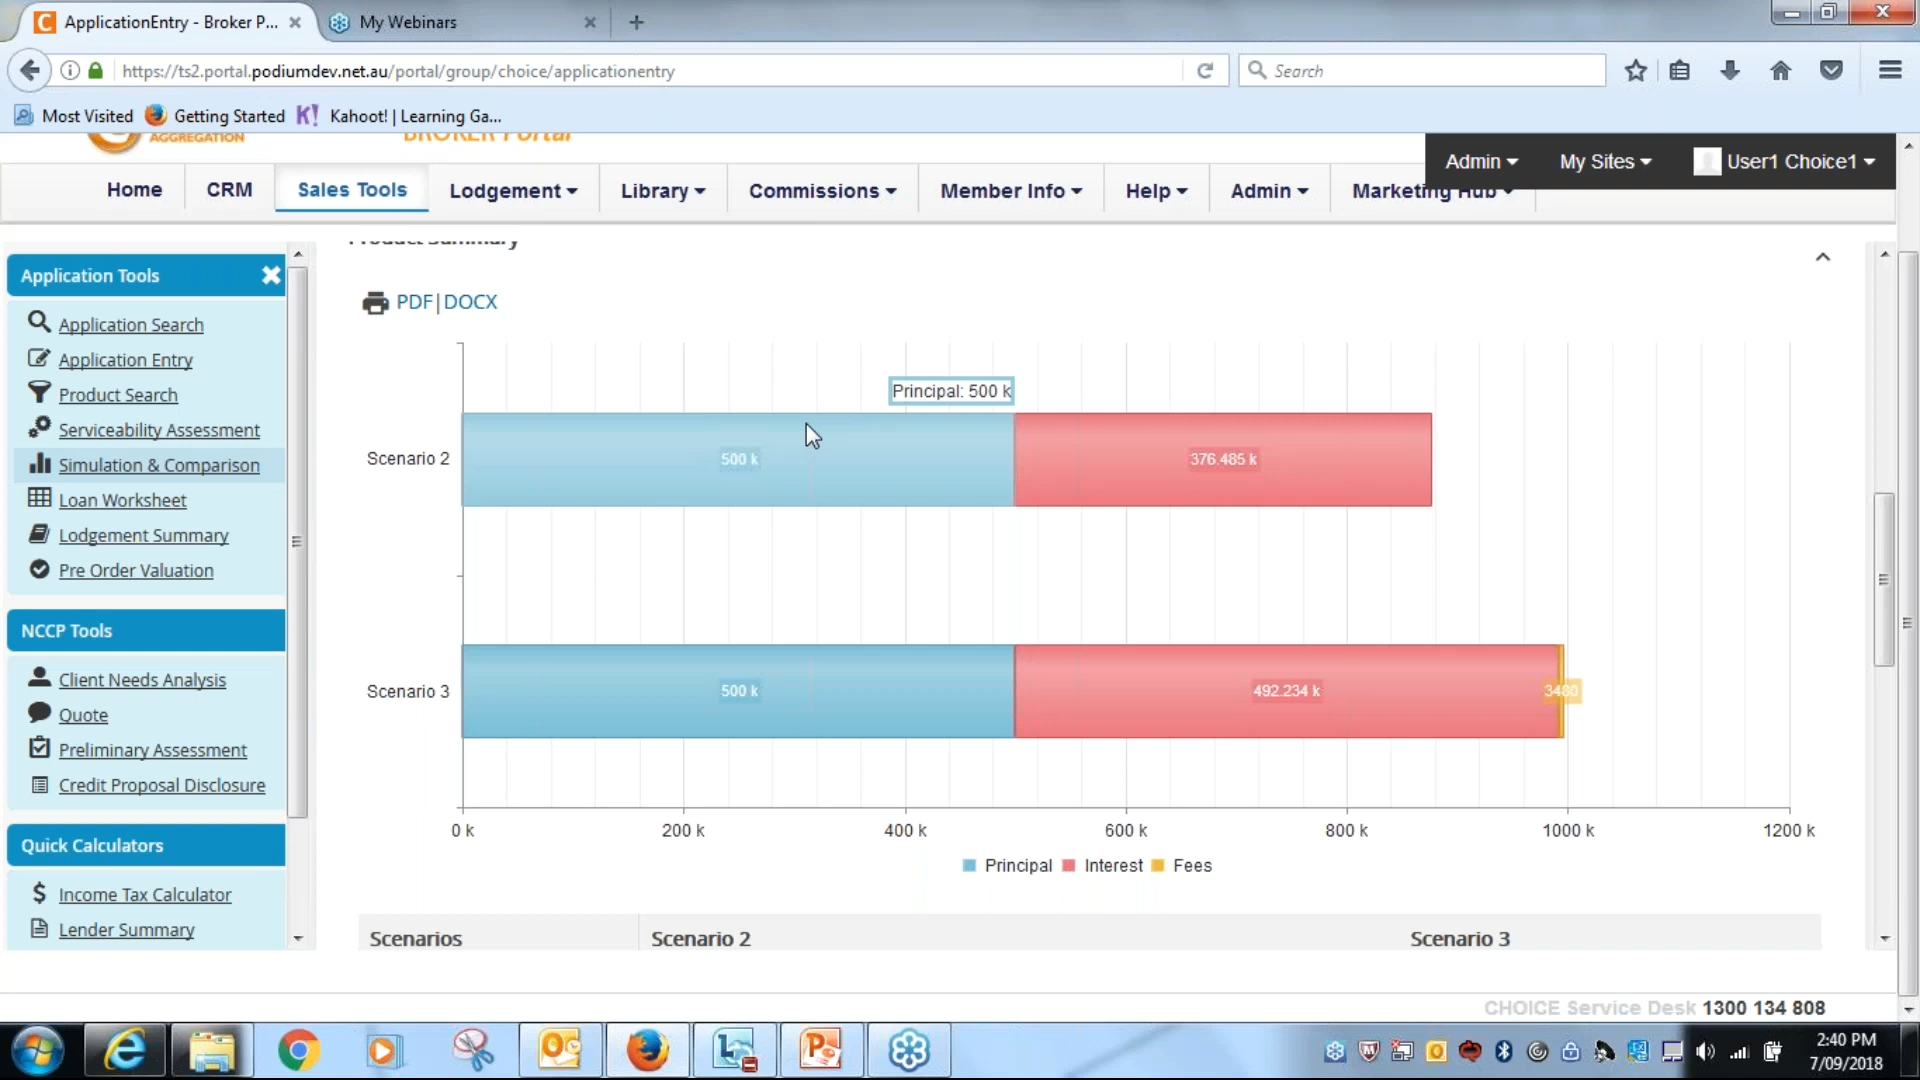 ApplicationEntry - Broker P...
My Webinars
https://ts2.portal.podiumdev.net.au/portal/group/choice/applicationentry
Search
Most Visited
Getting Started
K! Kahoot! | Learning Ga...
AGGREGATION
BROKER Portal
Admin
My Sites
User1 Choice1
Home
CRM
Sales Tools
Lodgement
Library
Commissions
Member Info
Help
Admin
Marketing Hub
Product Summary
Application Tools
Application Search
Application Entry
Product Search
Serviceability Assessment
Simulation & Comparison
Loan Worksheet
Lodgement Summary
Pre Order Valuation
NCCP Tools
Client Needs Analysis
Quote
Preliminary Assessment
Credit Proposal Disclosure
Quick Calculators
Income Tax Calculator
Lender Summary
PDF|DOCX
Principal: 500 k
Scenario 2
500 k
376.485 k
Scenario 3
500 k
492.234 k
3480
0 k
200 k
400 k
600 k
800 k
1000 k
1200 k
Principal
Interest
Fees
Scenarios
Scenario 2
Scenario 3
CHOICE Service Desk 1300 134 808
2:40 PM
7/09/2018